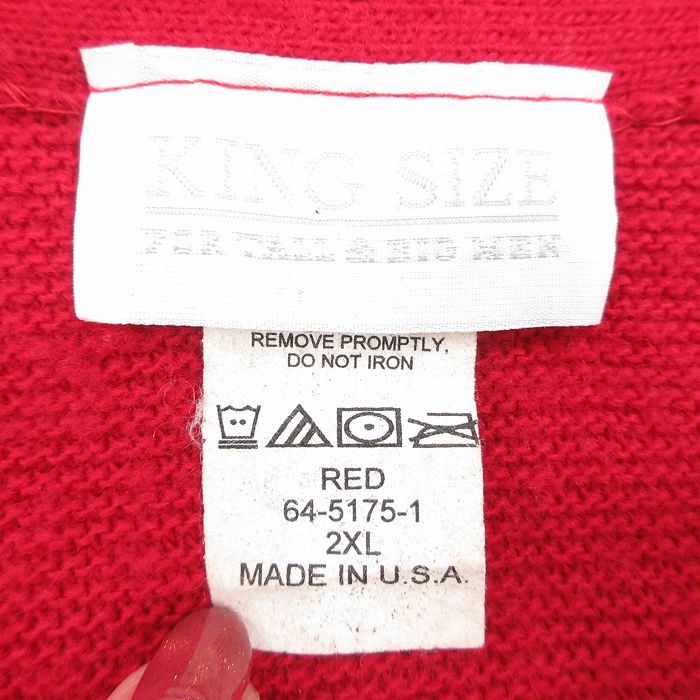 KING SIZE
FOR TALL & BIG MEN
REMOVE PROMPTLY,
DO NOT IRON
RED
64-5175-1
2XL
MADE IN U.S.A.